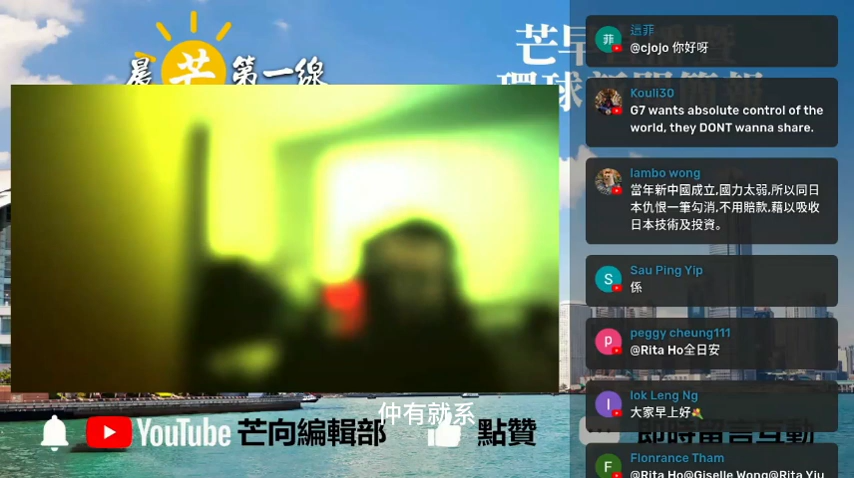 晨芒第一線
芒早
環球
仲有就系
YouTube 芒向編輯部
點贊
即時留言互動
菲
@cjojo 你好呀
Kouli30
G7 wants absolute control of the
world, they DONT wanna share.
lambo wong
當年新中國成立,國力太弱,所以同日
本仇恨一筆勾消,不用賠款,藉以吸收
日本技術及投資。
S
Sau Ping Yip
係
p
peggy cheung111
@Rita Ho全日安
I
Iok Leng Ng
大家早上好
F
Flonrance Tham
@Rita Ho@Giselle Wong@Rita Yiu